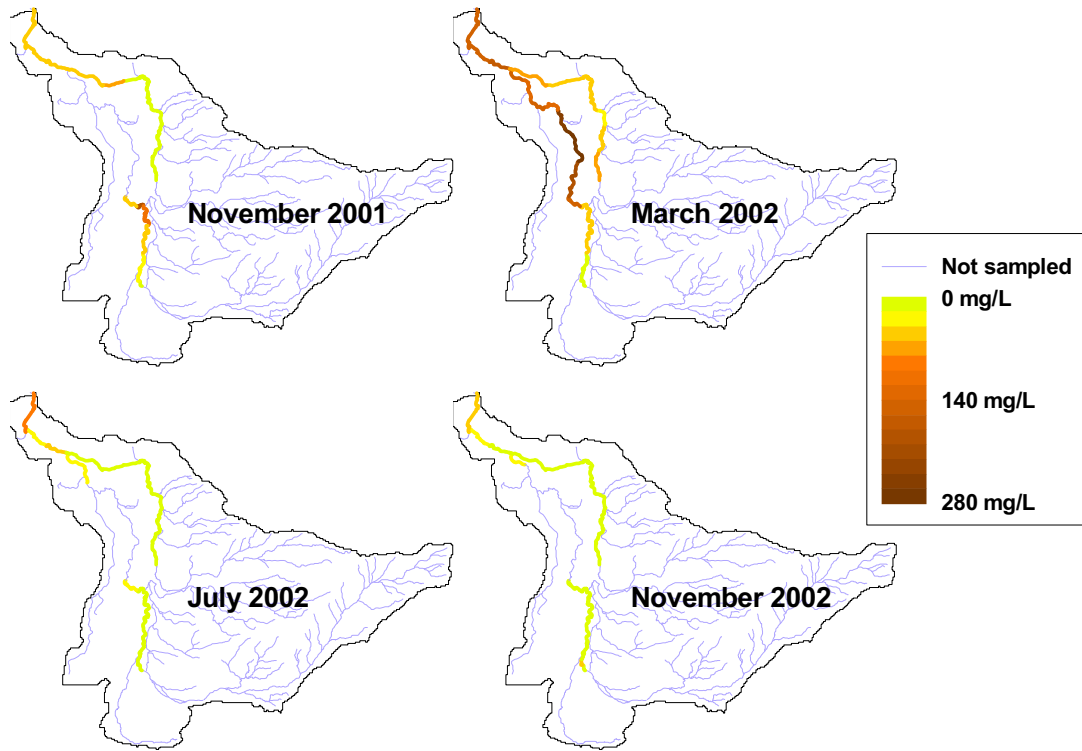 November 2001
March 2002
Not sampled
0 mg/L
140 mg/L
280 mg/L
July 2002
November 2002